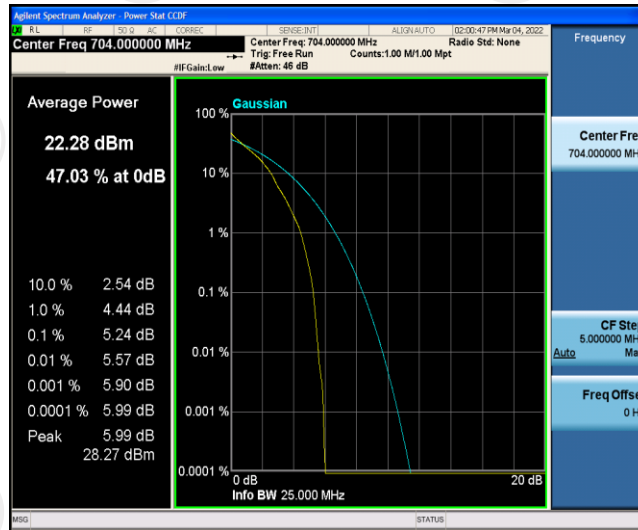 Agilent Spectrum Analyzer - Power Stat CCDF
RL RF 50 Ω AC CORREC SENSE:INT ALIGN AUTO 02:00:47 PM Mar 04, 2022
Center Freq 704.000000 MHz
Center Freq: 704.000000 MHz Radio Std: None
Trig: Free Run Counts:1.00 M/1.00 Mpt
#IFGain:Low #Atten: 46 dB
Frequency
Average Power
22.28 dBm
47.03 % at 0dB
10.0 % 2.54 dB
1.0 % 4.44 dB
0.1 % 5.24 dB
0.01 % 5.57 dB
0.001 % 5.90 dB
0.0001 % 5.99 dB
Peak 5.99 dB
28.27 dBm
Gaussian
100 %
10 %
1 %
0.1 %
0.01 %
0.001 %
0.0001 %
0 dB 20 dB
Info BW 25.000 MHz
Center Fre
704.000000 MH
CF Ste
5.000000 MH
Auto Ma
Freq Offse
0 H
MSG STATUS